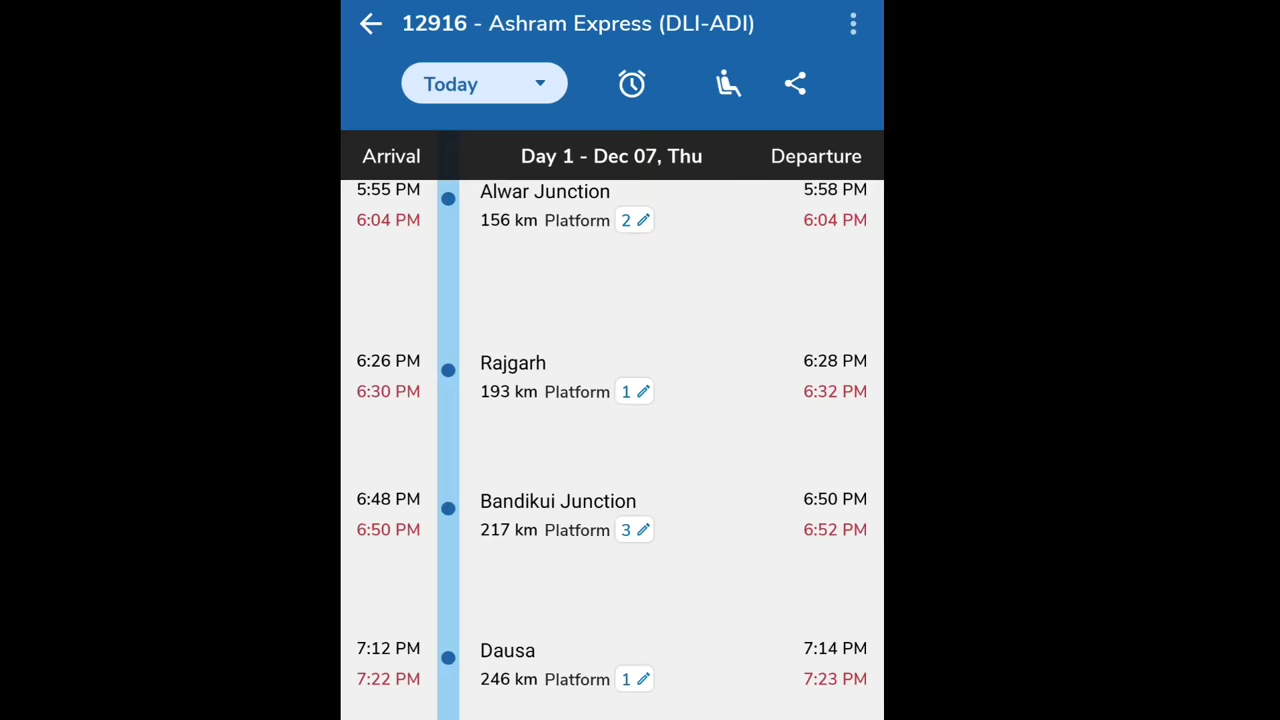 12916 - Ashram Express (DLI-ADI)
Today
Arrival Day 1 - Dec 07, Thu Departure
5:55 PM Alwar Junction 5:58 PM
6:04 PM 156 km Platform 2 6:04 PM
6:26 PM Rajgarh 6:28 PM
6:30 PM 193 km Platform 1 6:32 PM
6:48 PM Bandikui Junction 6:50 PM
6:50 PM 217 km Platform 3 6:52 PM
7:12 PM Dausa 7:14 PM
7:22 PM 246 km Platform 1 7:23 PM